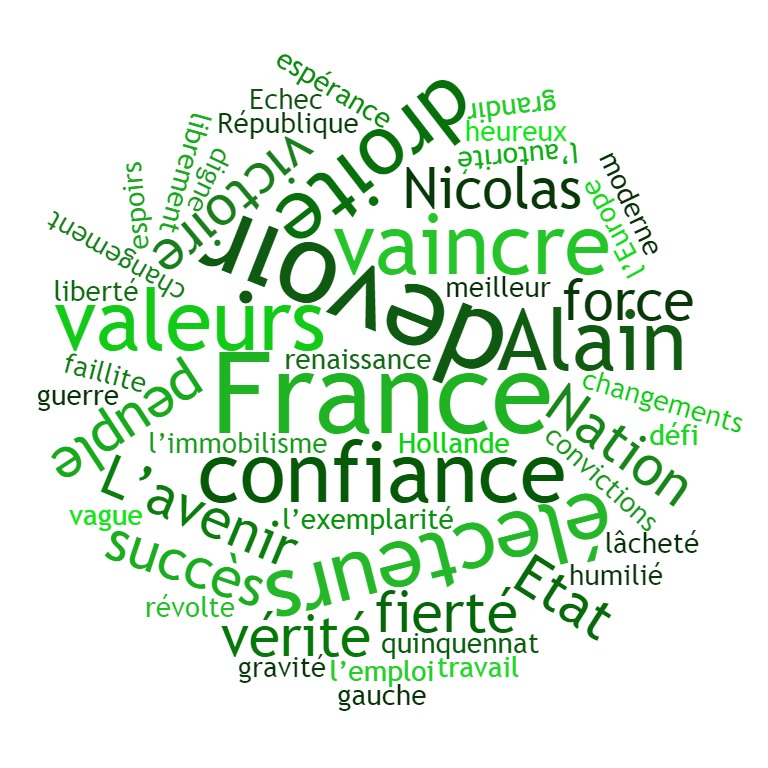 espérance
Echec
République
droite
grandir
heureux
l'autorité
librement
digne
victoire
Nicolas
moderne
l'Europe
espoirs
changement
devoir
vaincre
liberté
meilleur
force
valeurs
Alain
renaissance
France
faillite
guerre
peuple
changements
Nation
défi
l'immobilisme
Hollande
convictions
confiance
L'avenir
vague
l'exemplarité
électeurs
lâcheté
succès
Etat
humilié
révolte
fierté
vérité
quinquennat
gravité
l'emploi
travail
gauche